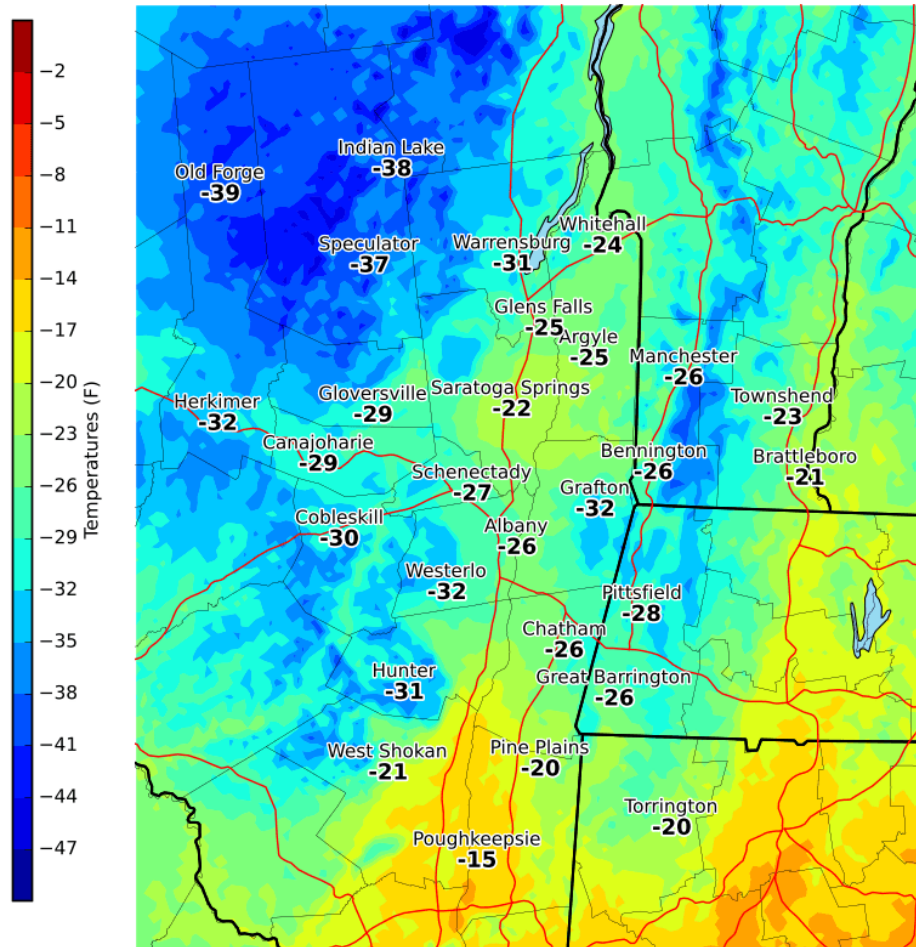 −2
−5
−8
−11
−14
−17
−20
−23
−26
−29
−32
−35
−38
−41
−44
−47
Temperatures (F)
Indian Lake
-38
Old Forge
-39
Whitehall
-24
Speculator
-37
Warrensburg
-31
Glens Falls
-25
Argyle
-25
Manchester
-26
Gloversville
-29
Saratoga Springs
-22
Herkimer
-32
Townshend
-23
Canajoharie
-29
Bennington
-26
Brattleboro
-21
Schenectady
-27
Grafton
-32
Cobleskill
-30
Albany
-26
Westerlo
-32
Pittsfield
-28
Chatham
-26
Hunter
-31
Great Barrington
-26
West Shokan
-21
Pine Plains
-20
Torrington
-20
Poughkeepsie
-15